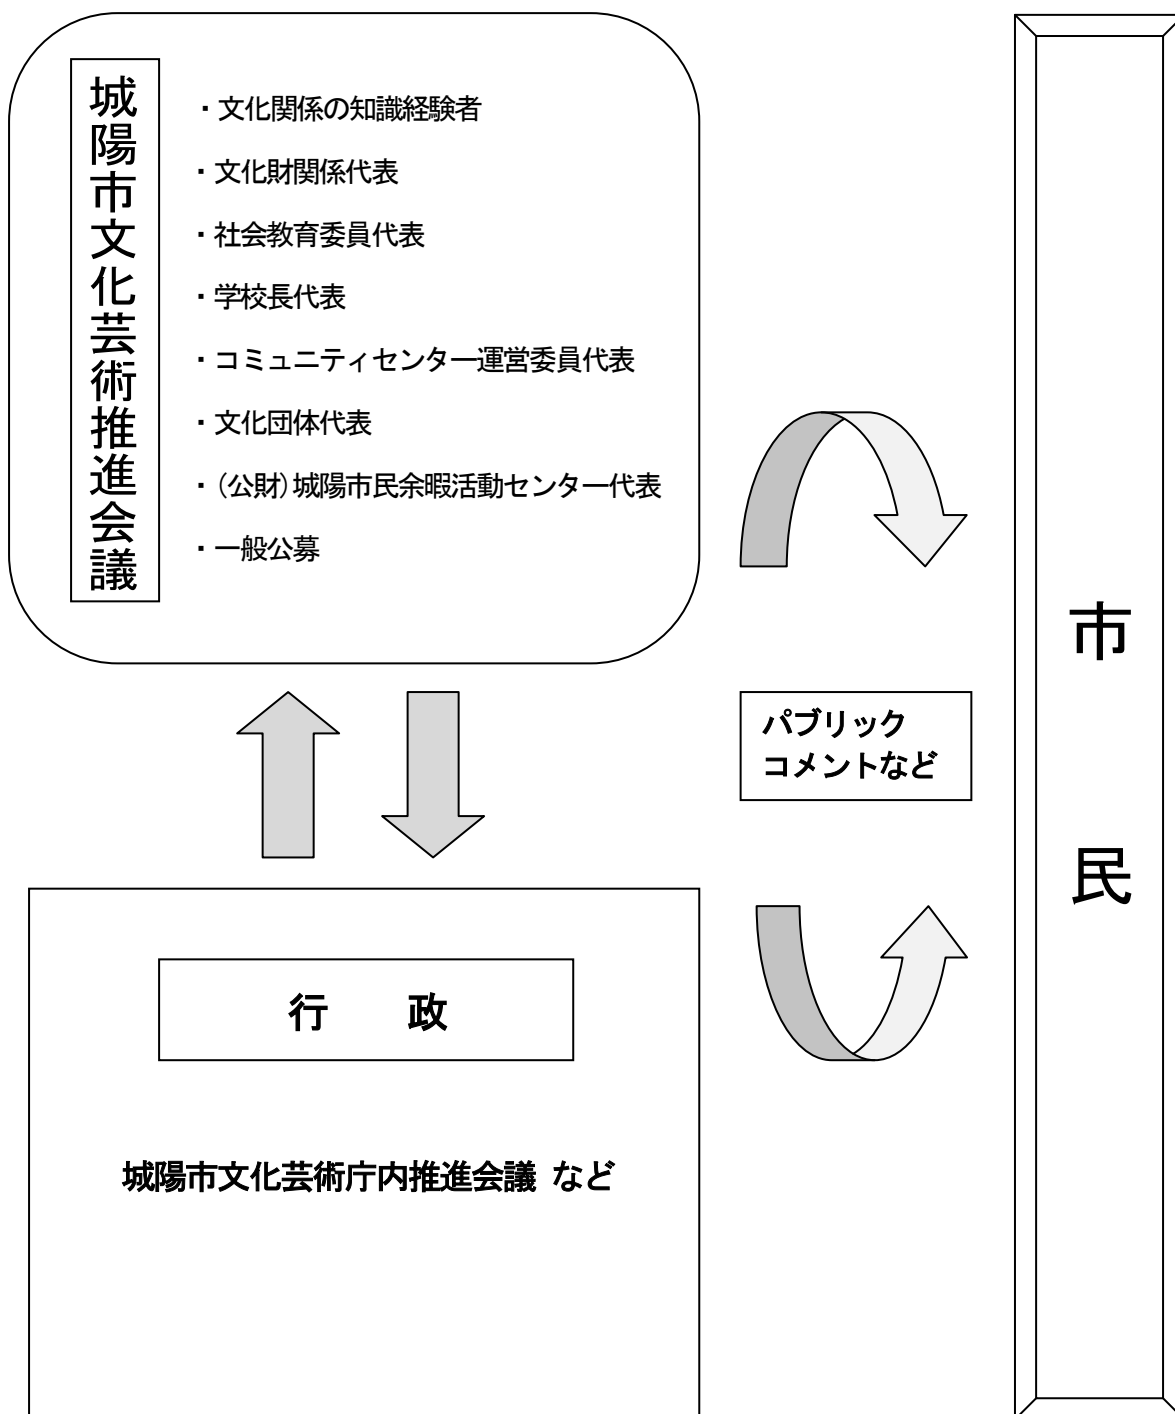 城陽市文化芸術推進会議
・文化関係の知識経験者
・文化財関係代表
・社会教育委員代表
・学校長代表
・コミュニティセンター運営委員代表
・文化団体代表
・（公財）城陽市民余暇活動センター代表
・一般公募
パブリック
コメントなど
市民
行　政
城陽市文化芸術庁内推進会議 など